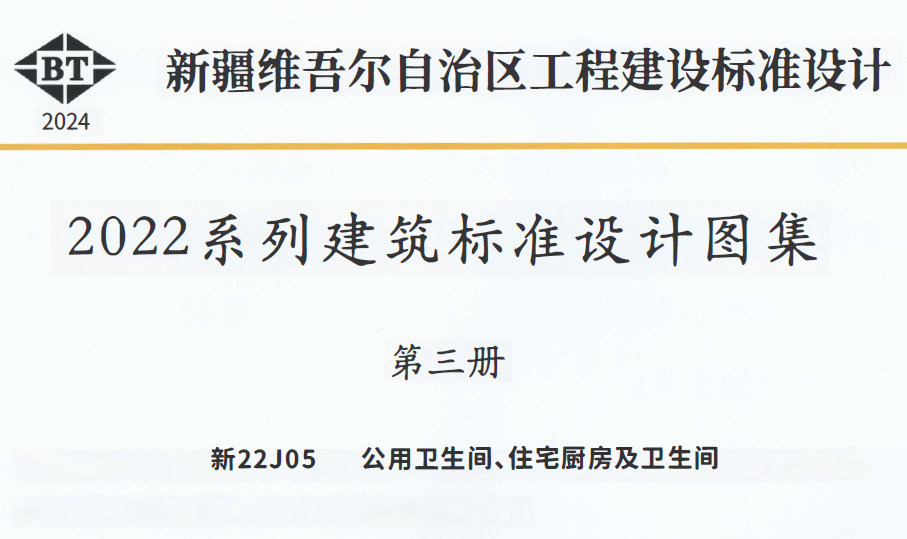 BT
2024
新疆维吾尔自治区工程建设标准设计
2022系列建筑标准设计图集
第三册
新22J05 公用卫生间、住宅厨房及卫生间